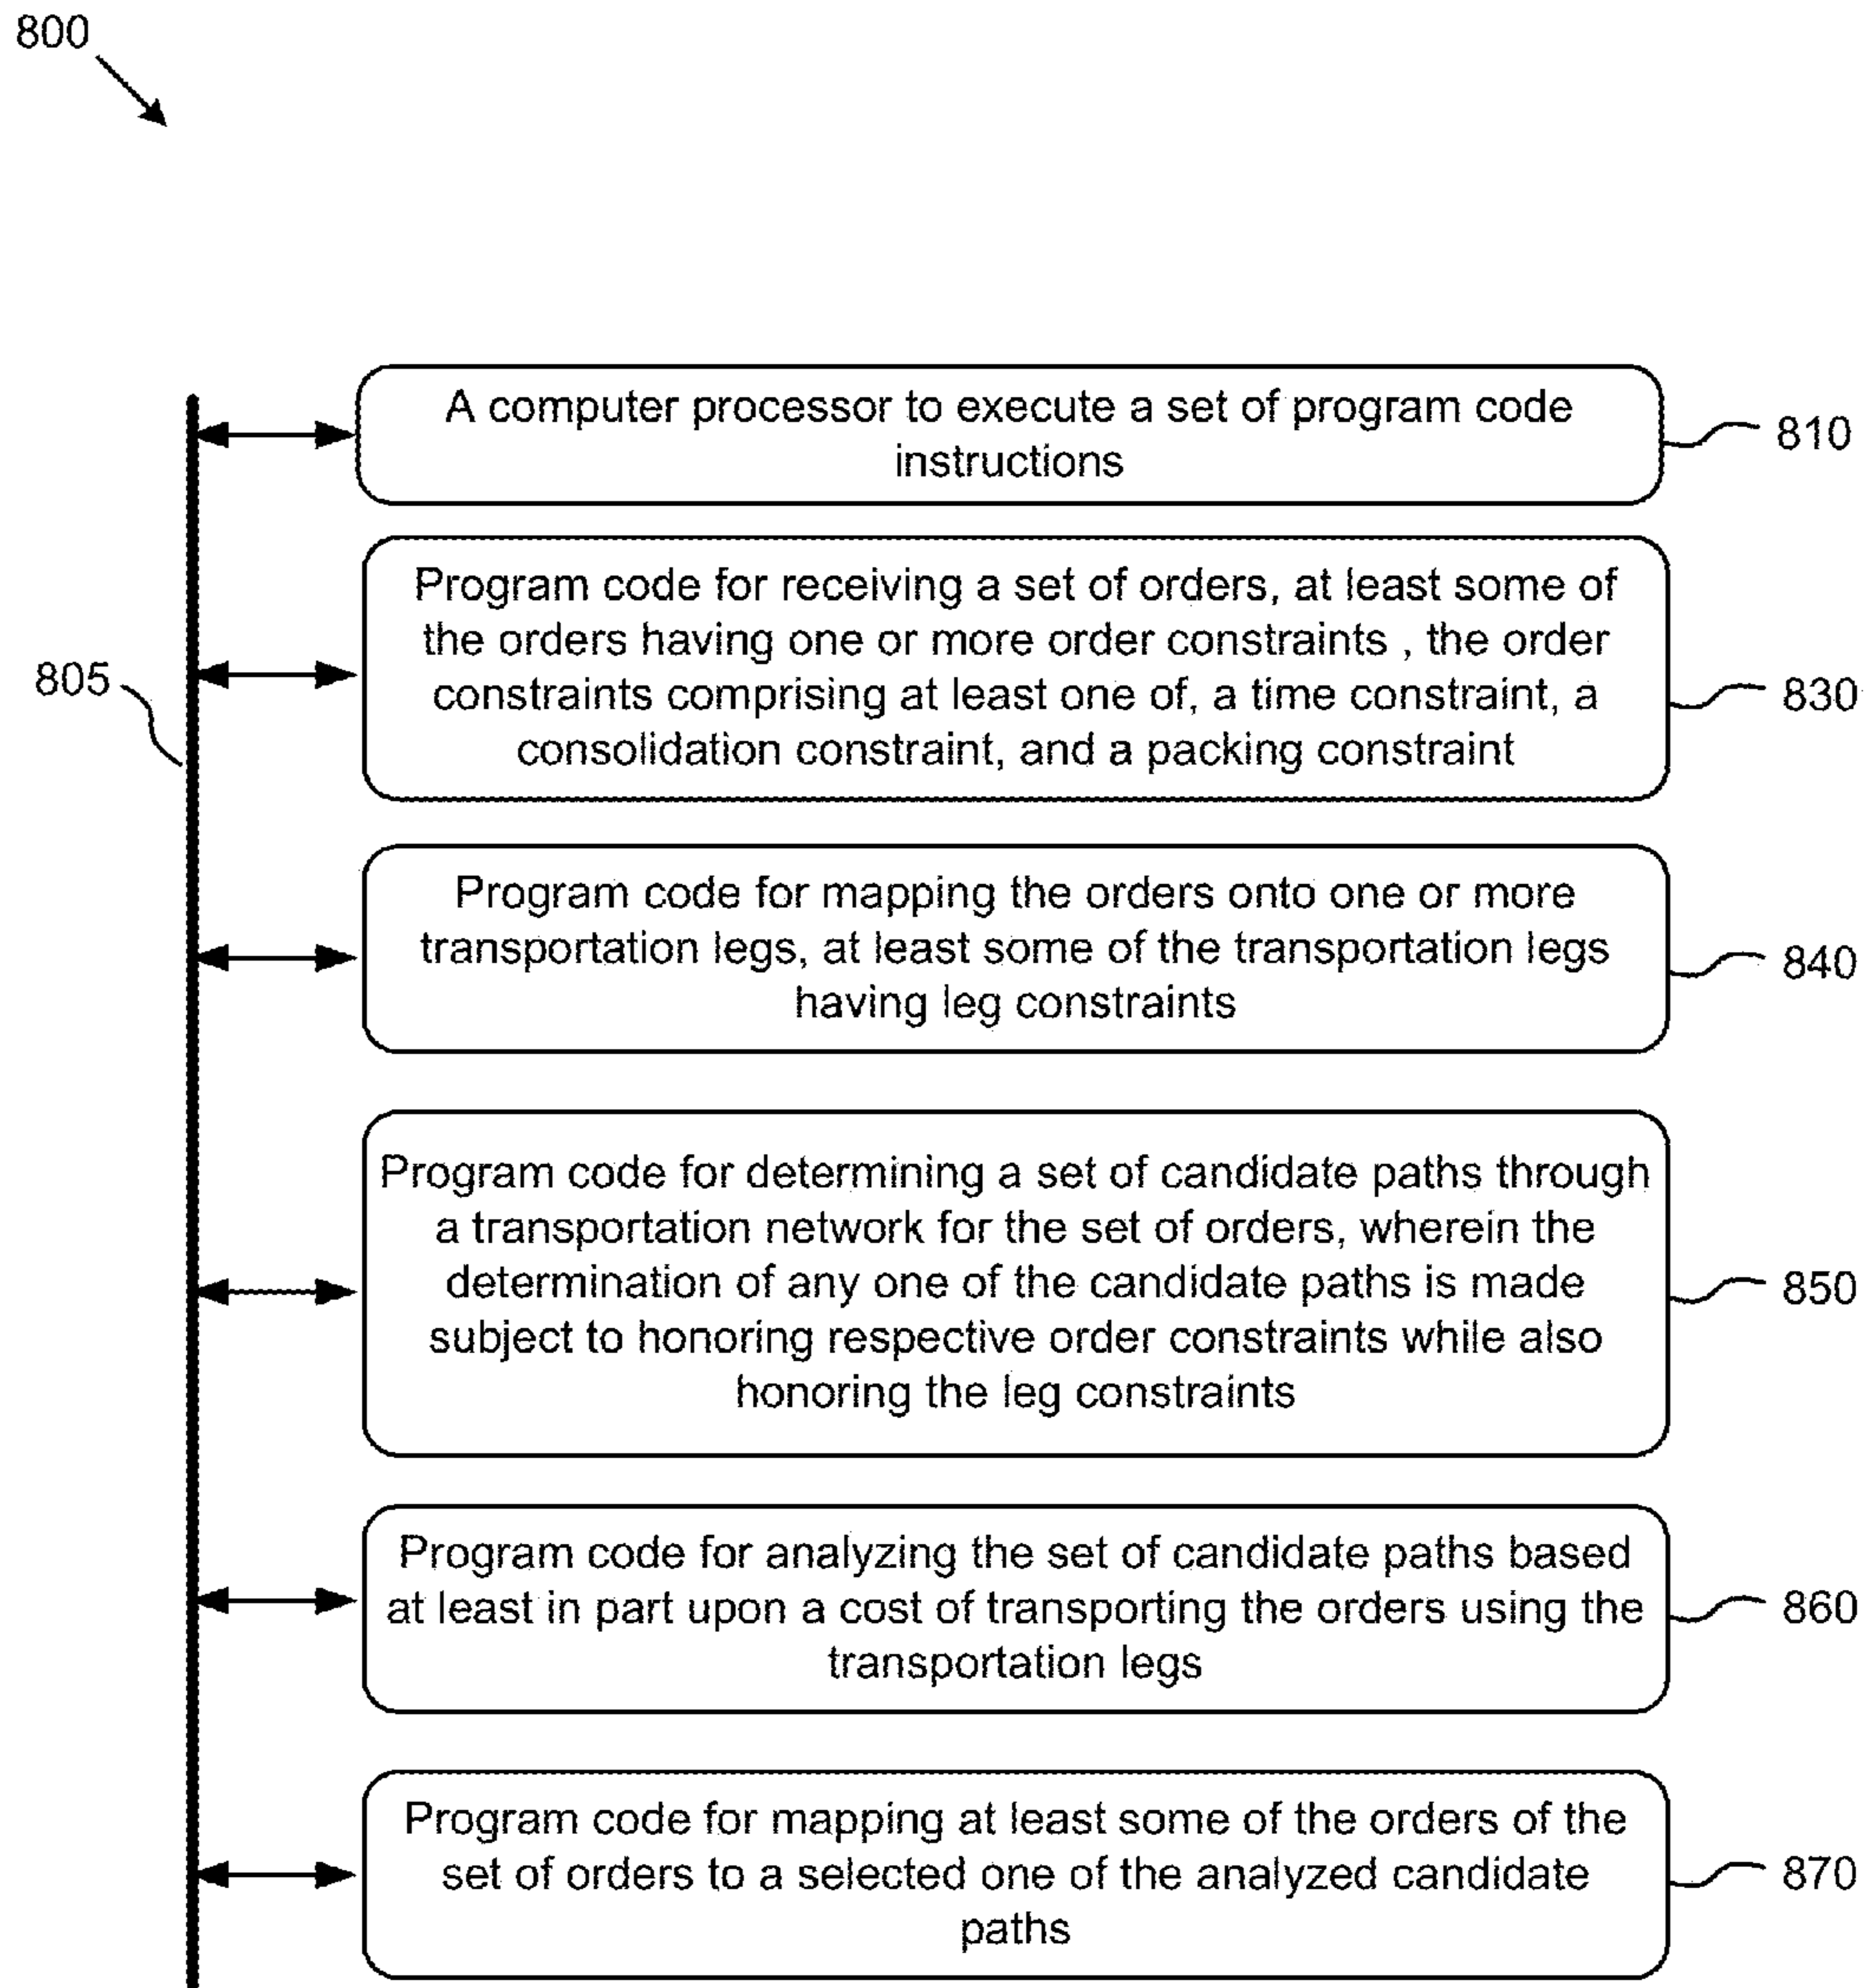 800
A computer processor to execute a set of program code
instructions
810
Program code for receiving a set of orders, at least some of
the orders having one or more order constraints , the order
constraints comprising at least one of, a time constraint, a
consolidation constraint, and a packing constraint
805
830
Program code for mapping the orders onto one or more
transportation legs, at least some of the transportation legs
having leg constraints
840
Program code for determining a set of candidate paths through
a transportation network for the set of orders, wherein the
determination of any one of the candidate paths is made
subject to honoring respective order constraints while also
honoring the leg constraints
850
Program code for analyzing the set of candidate paths based
at least in part upon a cost of transporting the orders using the
transportation legs
860
Program code for mapping at least some of the orders of the
set of orders to a selected one of the analyzed candidate
paths
870